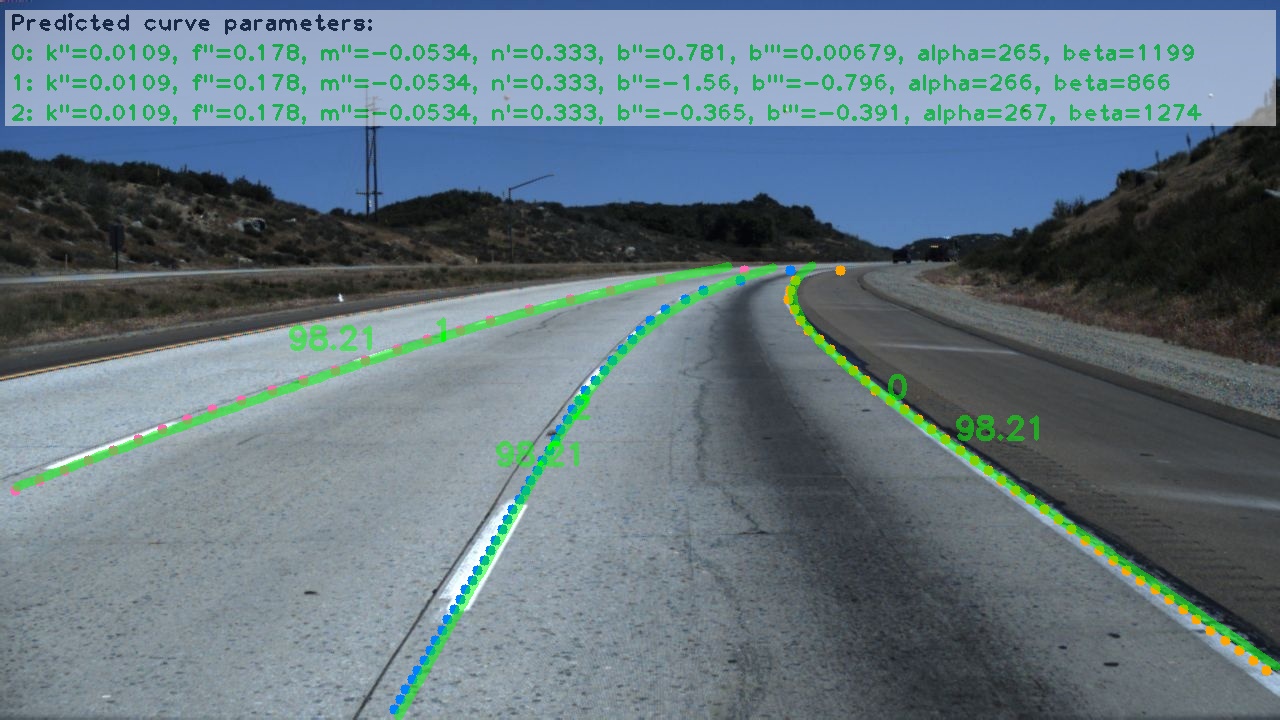 Predicted curve parameters:
0: k''=0.0109, f''=0.178, m''=-0.0534, n'=0.333, b''=0.781, b'''=0.00679, alpha=265, beta=1199
1: k''=0.0109, f''=0.178, m''=-0.0534, n'=0.333, b''=-1.56, b'''=-0.796, alpha=266, beta=866
2: k''=0.0109, f''=0.178, m''=-0.0534, n'=0.333, b''=-0.365, b'''=-0.391, alpha=267, beta=1274
98.21 1
0
98.21
2
98.21